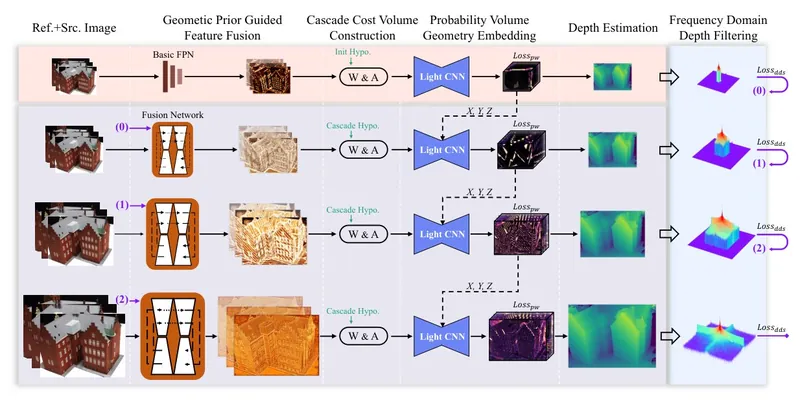 Ref.+Src. Image
Geometic Prior Guided
Feature Fusion
Cascade Cost Volume
Construction
Probability Volume
Geometry Embedding
Depth Estimation
Frequency Domain
Depth Filtering
Basic FPN
Init Hypo.
W & A
Light CNN
Loss_pw
Loss_dds
(0)
X, Y, Z
(0)
Fusion Network
Cascade Hypo.
W & A
Light CNN
Loss_pw
Loss_dds
(1)
X, Y, Z
(1)
Cascade Hypo.
W & A
Light CNN
Loss_pw
Loss_dds
(2)
X, Y, Z
(2)
Cascade Hypo.
W & A
Light CNN
Loss_pw
Loss_dds